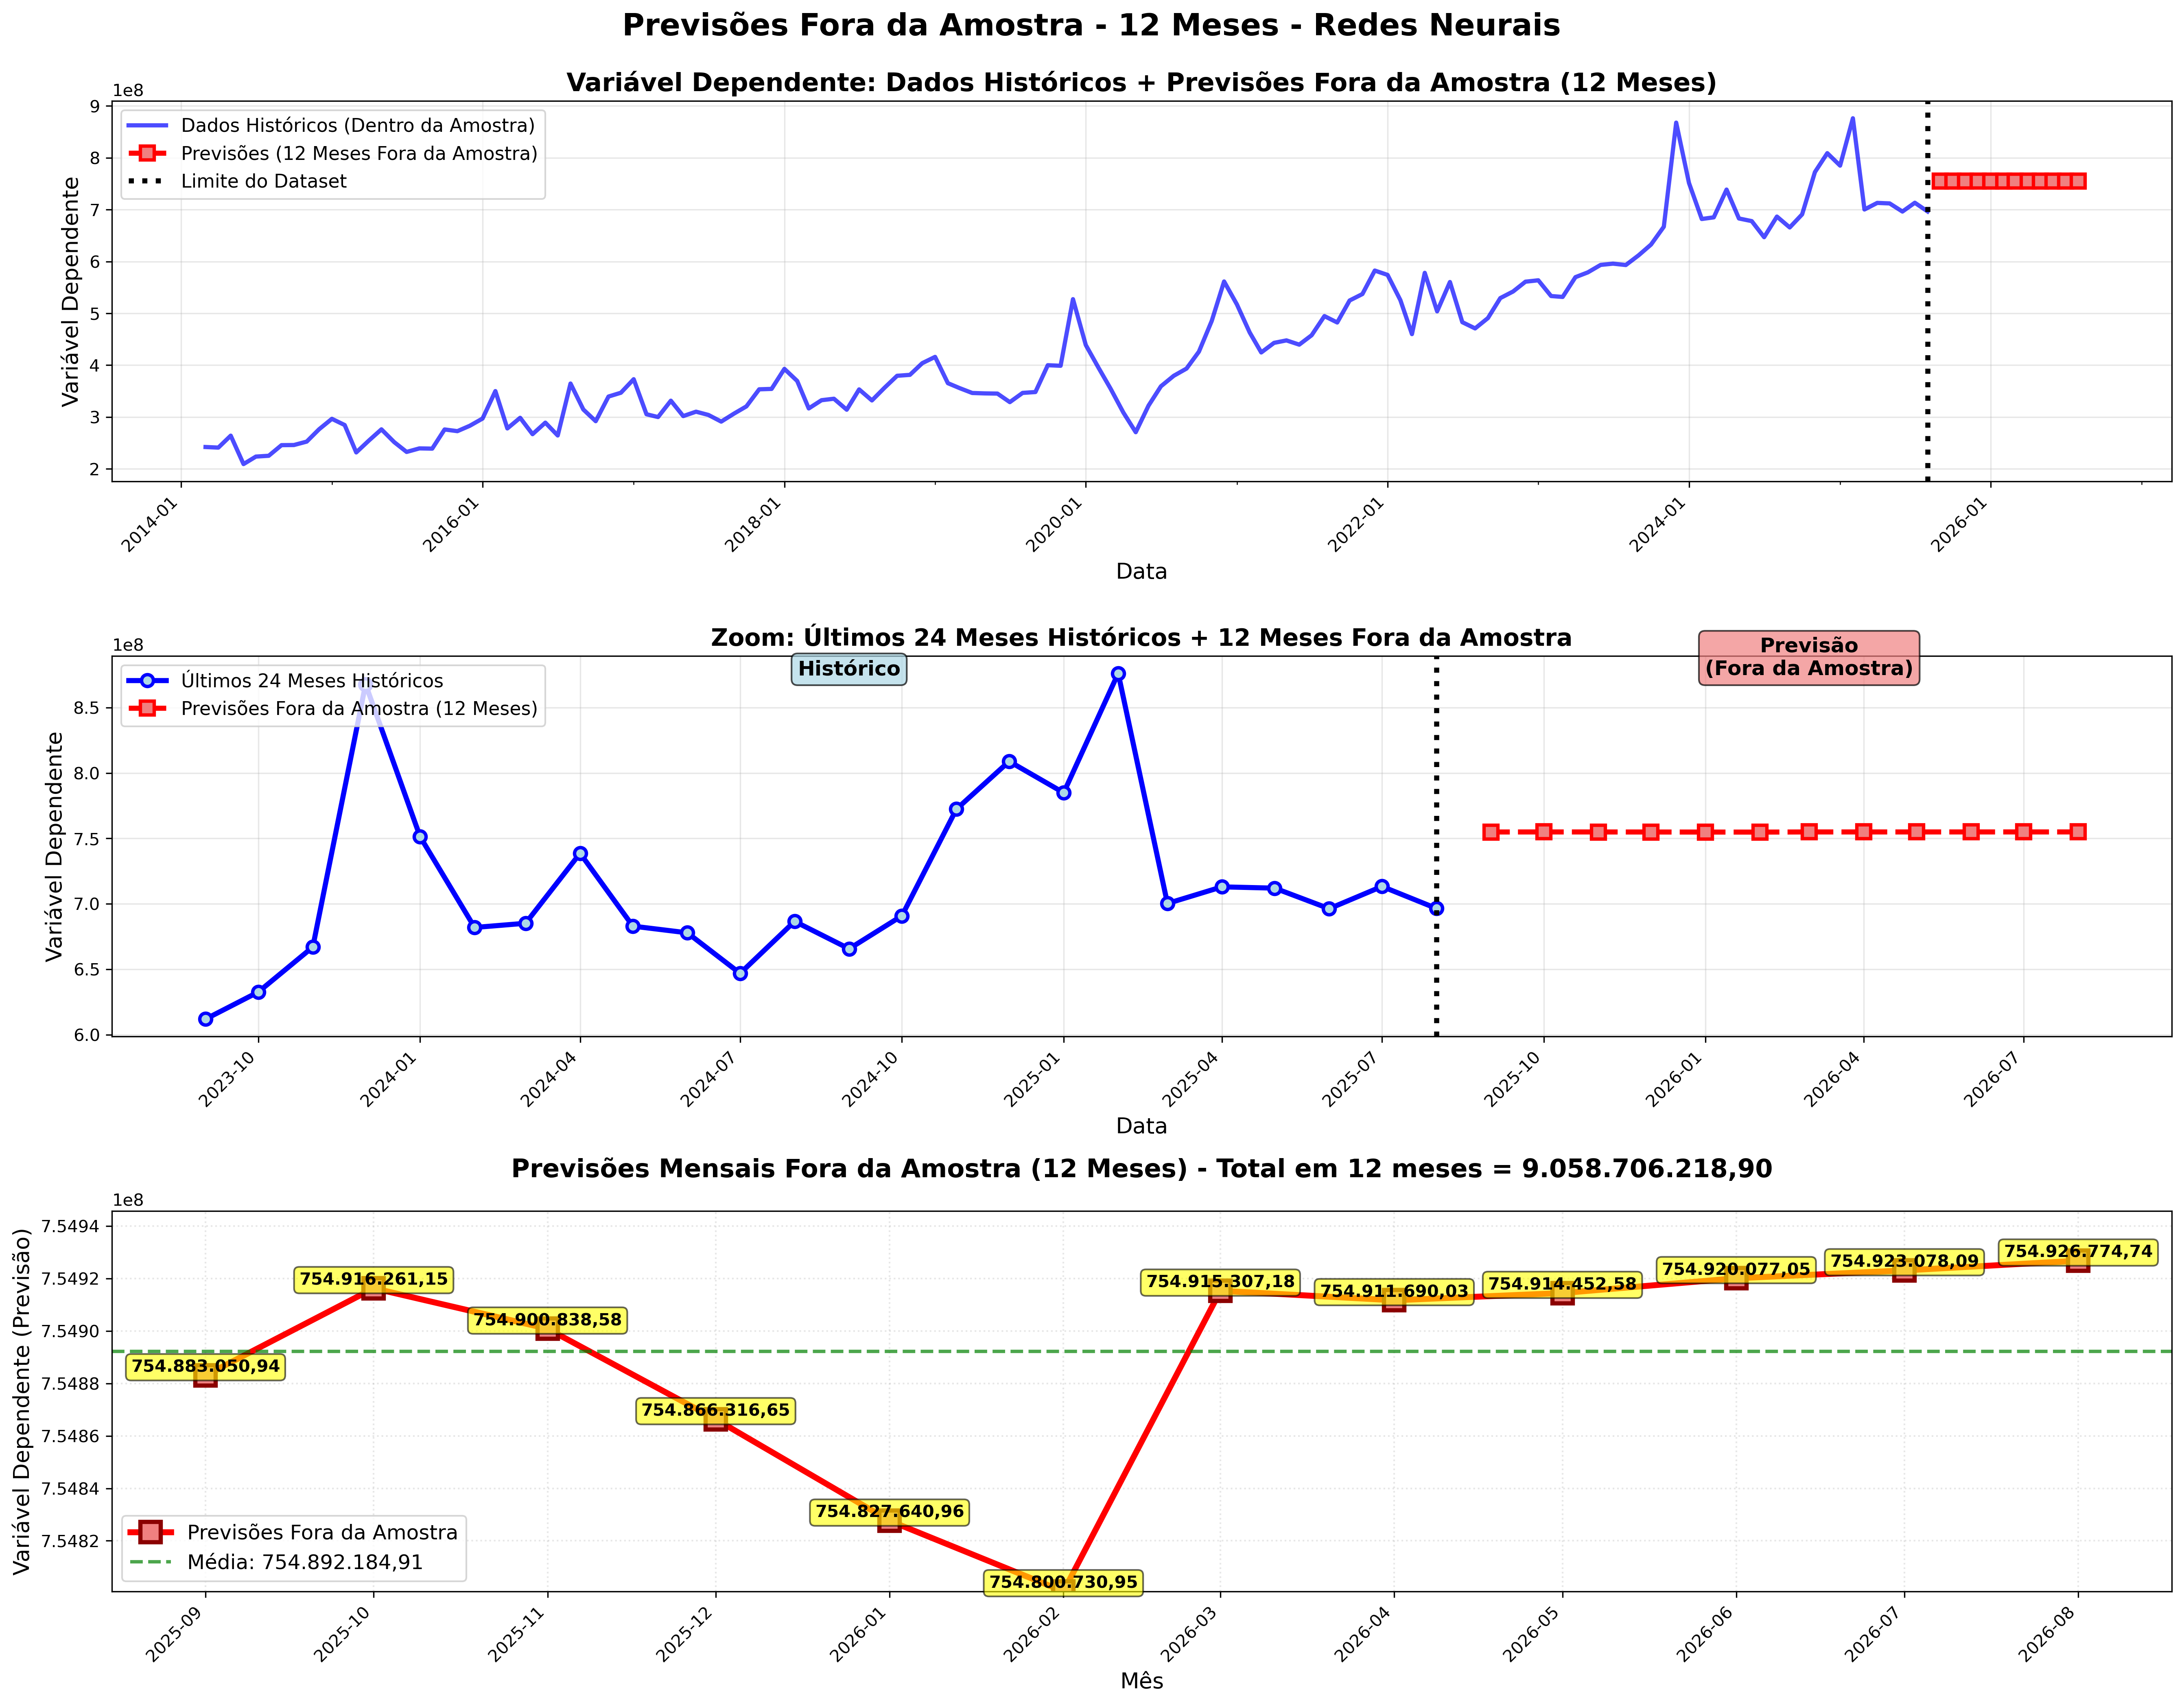 Previsões Fora da Amostra - 12 Meses - Redes Neurais
Variável Dependente: Dados Históricos + Previsões Fora da Amostra (12 Meses)
1e8
Dados Históricos (Dentro da Amostra)
Previsões (12 Meses Fora da Amostra)
Limite do Dataset
Variável Dependente
9
8
7
6
5
4
3
2
2014-01
2016-01
2018-01
2020-01
2022-01
2024-01
2026-01
Data
Zoom: Últimos 24 Meses Históricos + 12 Meses Fora da Amostra
1e8
Últimos 24 Meses Históricos
Previsões Fora da Amostra (12 Meses)
Histórico
Previsão
(Fora da Amostra)
Variável Dependente
8.5
8.0
7.5
7.0
6.5
6.0
2023-10
2024-01
2024-04
2024-07
2024-10
2025-01
2025-04
2025-07
2025-10
2026-01
2026-04
2026-07
Data
Previsões Mensais Fora da Amostra (12 Meses) - Total em 12 meses = 9.058.706.218,90
1e8
Variável Dependente (Previsão)
7.5494
7.5492
7.5490
7.5488
7.5486
7.5484
7.5482
754.883.050,94
754.916.261,15
754.900.838,58
754.866.316,65
754.827.640,96
754.800.730,95
754.915.307,18
754.911.690,03
754.914.452,58
754.920.077,05
754.923.078,09
754.926.774,74
Previsões Fora da Amostra
Média: 754.892.184,91
2025-09
2025-10
2025-11
2025-12
2026-01
2026-02
2026-03
2026-04
2026-05
2026-06
2026-07
2026-08
Mês